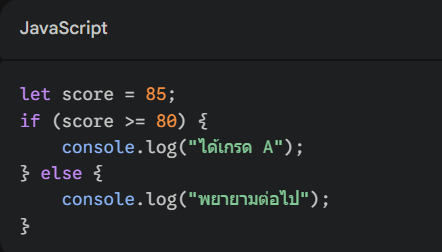 JavaScript
let score = 85;
if (score >= 80) {
    console.log("ได้เกรด A");
} else {
    console.log("พยายามต่อไป");
}